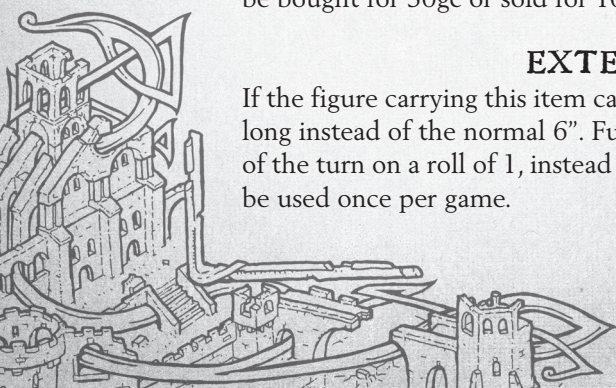 be bought for 50gc or sold for
EXTE
If the figure carrying this item ca
long instead of the normal 6”. Fu
of the turn on a roll of 1, instead
be used once per game.